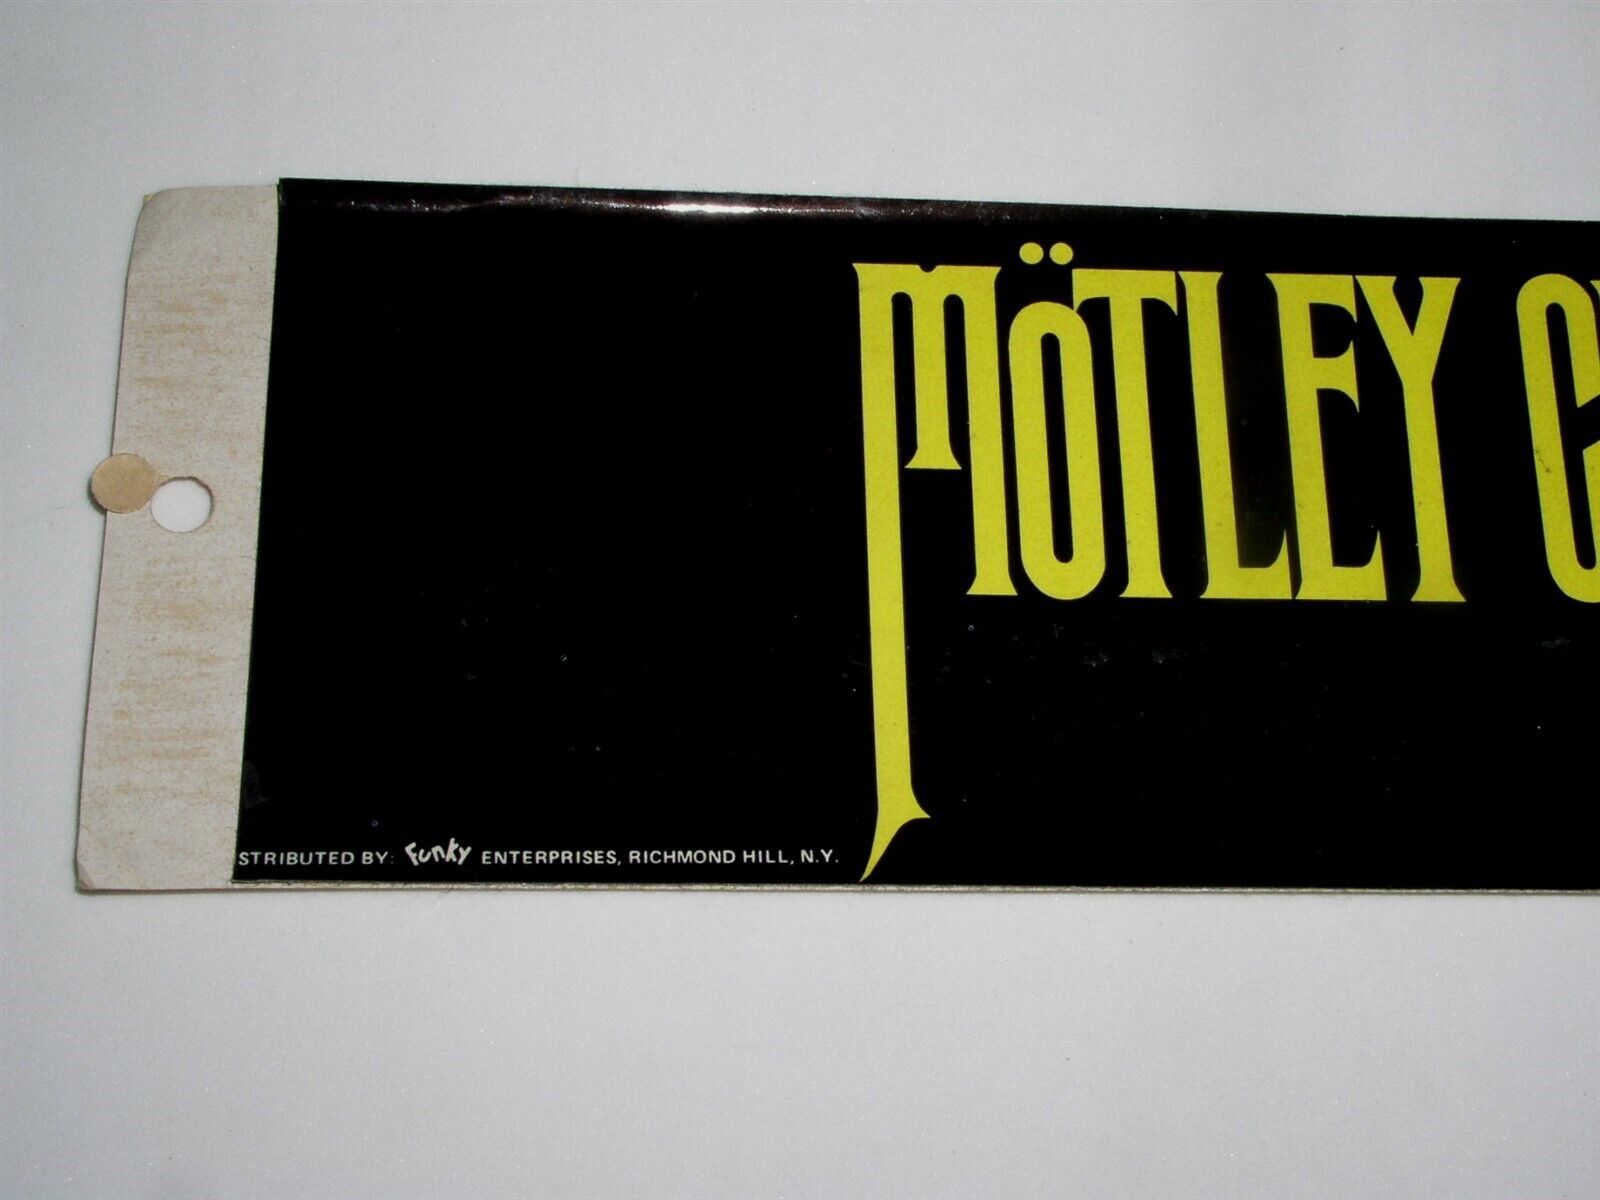 MÖTLEY C
STRIBUTED BY: Funky ENTERPRISES, RICHMOND HILL, N.Y.